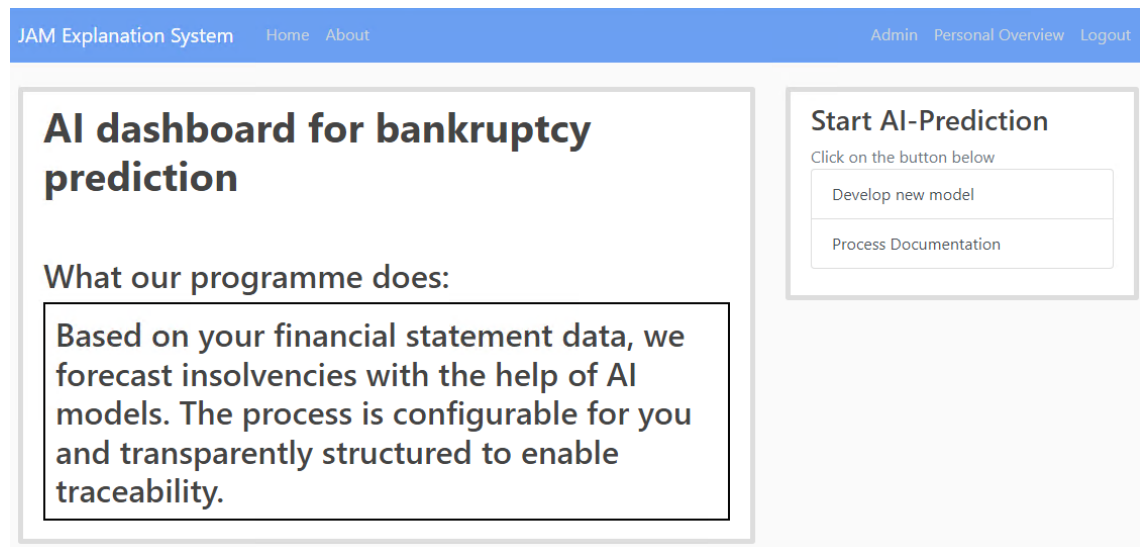 JAM Explanation System Home About Admin Personal Overview Logout
AI dashboard for bankruptcy
prediction
What our programme does:
Based on your financial statement data, we
forecast insolvencies with the help of AI
models. The process is configurable for you
and transparently structured to enable
traceability.
Start AI-Prediction
Click on the button below
Develop new model
Process Documentation